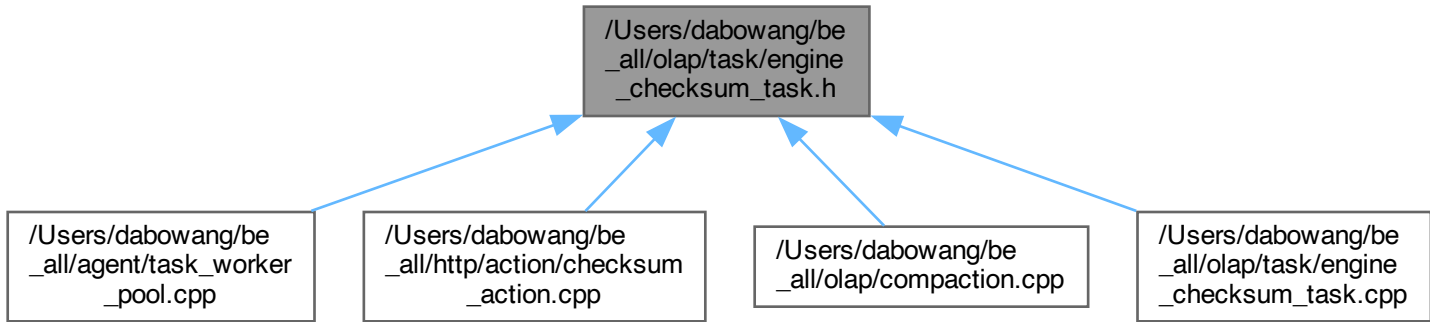 /Users/dabowang/be
_all/olap/task/engine
_checksum_task.h
/Users/dabowang/be
_all/agent/task_worker
_pool.cpp
/Users/dabowang/be
_all/http/action/checksum
_action.cpp
/Users/dabowang/be
_all/olap/compaction.cpp
/Users/dabowang/be
_all/olap/task/engine
_checksum_task.cpp